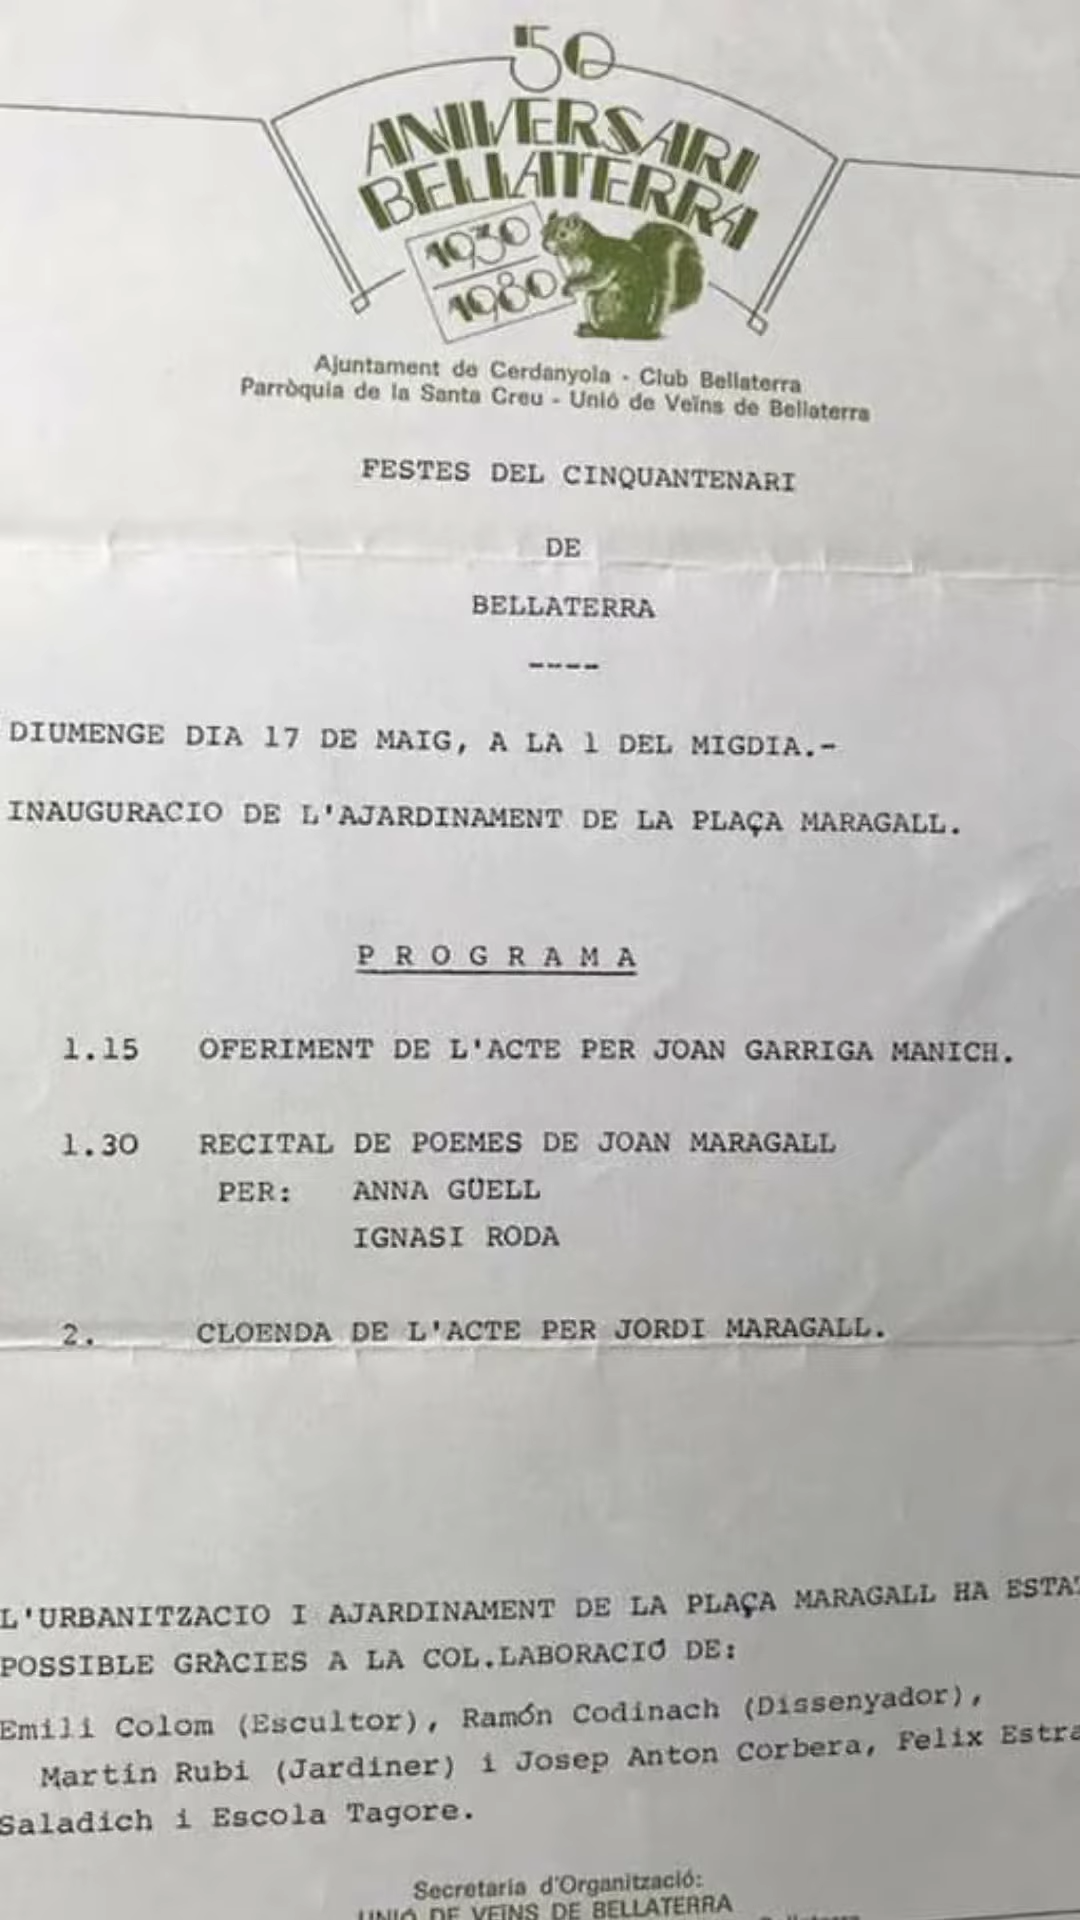 50
ANIVERSARI
BELLATERRA
1930
1980
Ajuntament de Cerdanyola - Club Bellaterra
Parròquia de la Santa Creu - Unió de Veïns de Bellaterra
FESTES DEL CINQUANTENARI
DE
BELLATERRA
----
DIUMENGE DIA 17 DE MAIG, A LA 1 DEL MIGDIA.-
INAUGURACIO DE L'AJARDINAMENT DE LA PLAÇA MARAGALL.
P R O G R A M A
1.15 OFERIMENT DE L'ACTE PER JOAN GARRIGA MANICH.
1.30 RECITAL DE POEMES DE JOAN MARAGALL
PER: ANNA GÜELL
IGNASI RODA
2. CLOENDA DE L'ACTE PER JORDI MARAGALL.
L'URBANITZACIO I AJARDINAMENT DE LA PLAÇA MARAGALL HA ESTAT
POSSIBLE GRÀCIES A LA COL.LABORACIÓ DE:
Emili Colom (Escultor), Ramón Codinach (Dissenyador),
Martin Rubi (Jardiner) i Josep Anton Corbera, Felix Estra
Saladich i Escola Tagore.
Secretaria d'Organització:
UNIÓ DE VEÏNS DE BELLATERRA